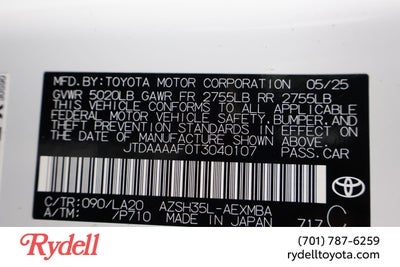 MFD.BY:TOYOTA MOTOR CORPORATION 05/25
GVWR 5020LB GAWR FR 2755LB RR 2755LB
THIS VEHICLE CONFORMS TO ALL APPLICABLE
FEDERAL MOTOR VEHICLE SAFETY, BUMPER, AND
THEFT PREVENTION STANDARDS IN EFFECT ON
THE DATE OF MANUFACTURE SHOWN ABOVE.
JTDAAAAF0T3040107 PASS.CAR
C/TR:090/LA20 AZSH35L-AEXMBA
A/TM: /P710 MADE IN JAPAN 717 C
TOYOTA
Rydell
(701) 787-6259
rydelltoyota.com